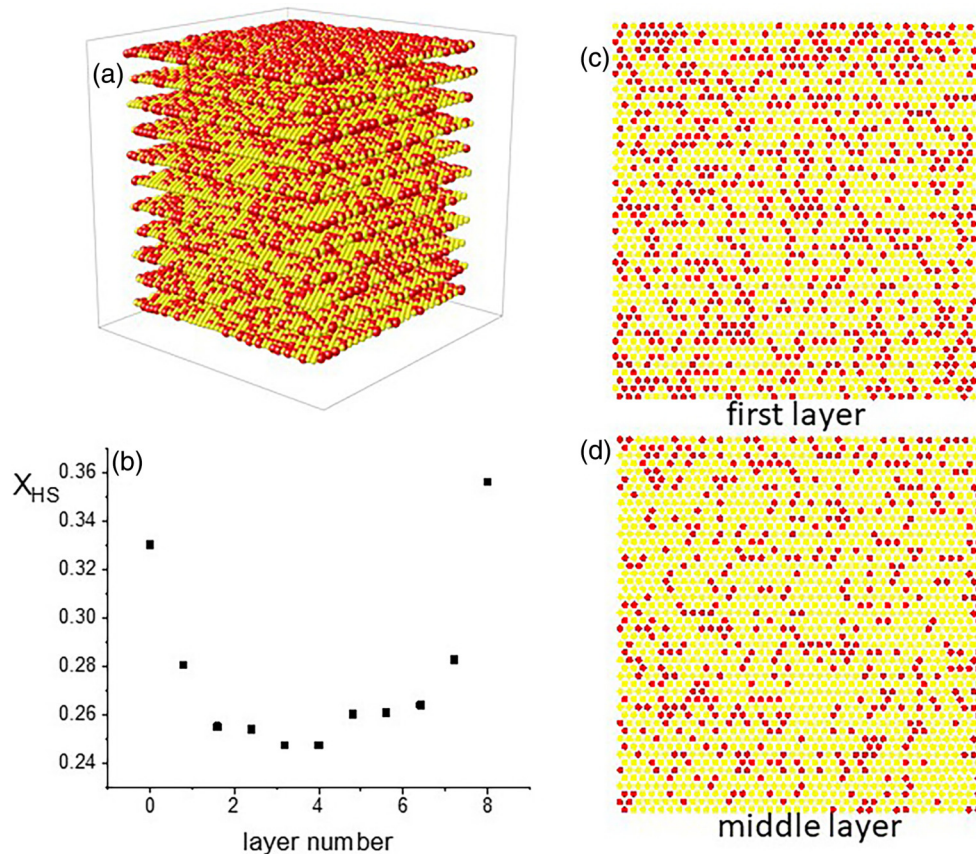 (a)
(c)
first layer
(b)
X_HS
0.36
0.34
0.32
0.30
0.28
0.26
0.24
0 2 4 6 8
layer number
(d)
middle layer